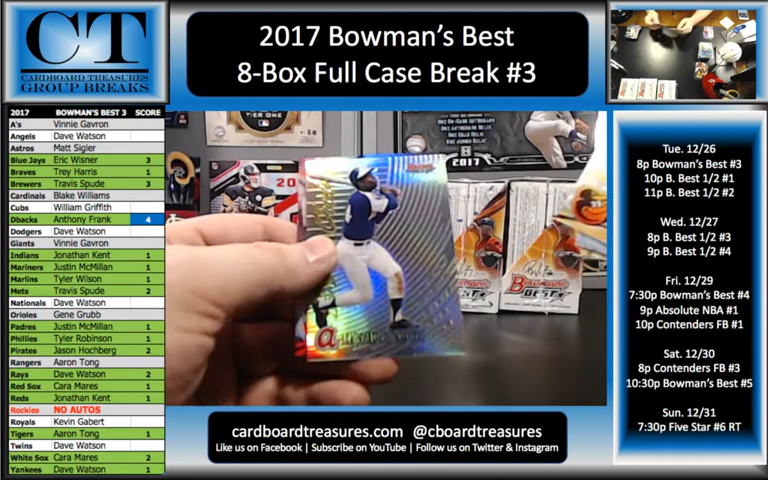 CT
CARDBOARD TREASURES
GROUP BREAKS
2017 Bowman's Best
8-Box Full Case Break #3
2017 BOWMAN'S BEST 3 SCORE
A's Vinnie Gavron
Angels Dave Watson
Astros Matt Sigler
Blue Jays Eric Wisner 3
Braves Trey Harris 1
Brewers Travis Spude 3
Cardinals Blake Williams
Cubs William Griffith
Dbacks Anthony Frank 4
Dodgers Dave Watson
Giants Vinnie Gavron
Indians Jonathan Kent 1
Mariners Justin McMillan 1
Marlins Tyler Wilson 1
Mets Travis Spude 2
Nationals Dave Watson
Orioles Gene Grubb
Padres Justin McMillan 1
Phillies Tyler Robinson 1
Pirates Jason Hochberg 2
Rangers Aaron Tong
Rays Dave Watson 2
Red Sox Cara Mares 1
Reds Jonathan Kent 1
Rockies NO AUTOS
Royals Kevin Gabert
Tigers Aaron Tong 1
Twins Dave Watson
White Sox Cara Mares 2
Yankees Dave Watson 1
TIER ONE
2017
20
Tue. 12/26
8p Bowman's Best #3
10p B. Best 1/2 #1
11p B. Best 1/2 #2
Wed. 12/27
8p B. Best 1/2 #3
9p B. Best 1/2 #4
Fri. 12/29
7:30p Bowman's Best #4
9p Absolute NBA #1
10p Contenders FB #1
Sat. 12/30
8p Contenders FB #3
10:30p Bowman's Best #5
Sun. 12/31
7:30p Five Star #6 RT
cardboardtreasures.com @cboardtreasures
Like us on Facebook | Subscribe on YouTube | Follow us on Twitter & Instagram